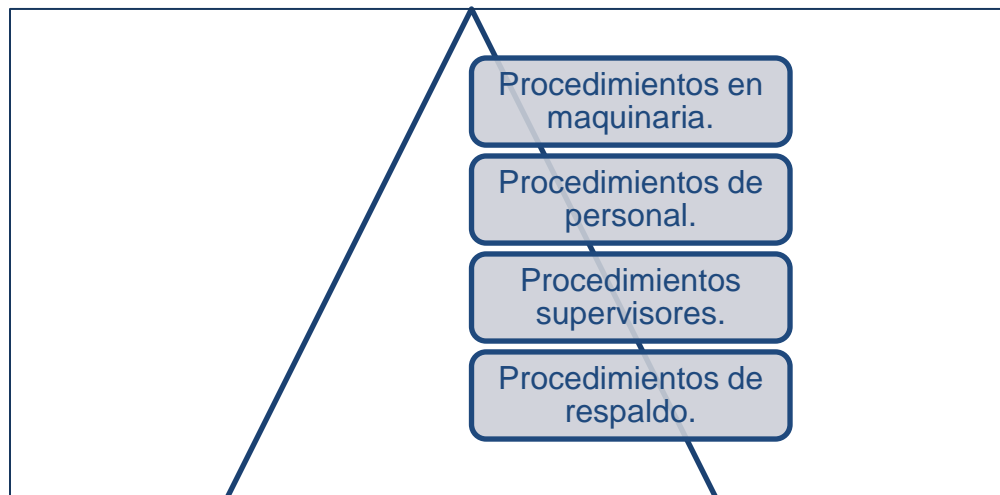 Procedimientos en
maquinaria.
Procedimientos de
personal.
Procedimientos
supervisores.
Procedimientos de
respaldo.